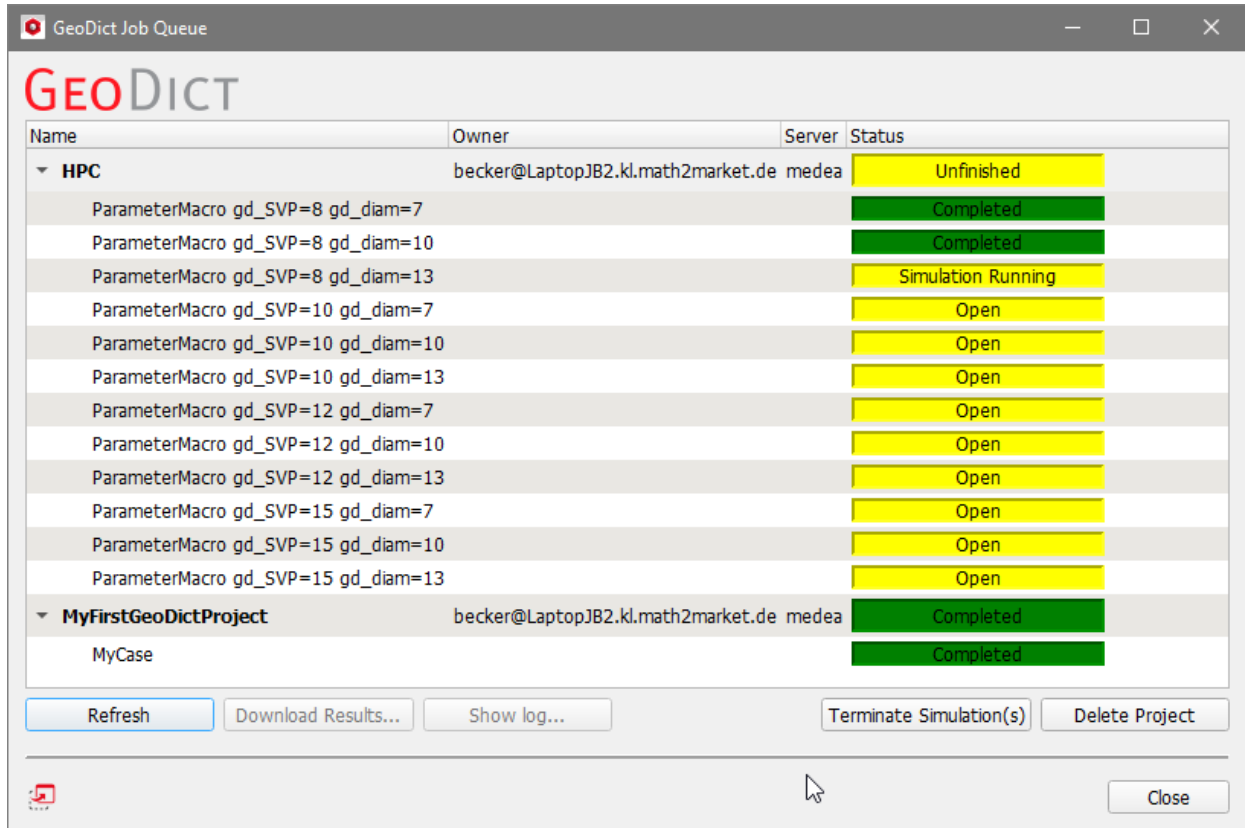 GeoDict Job Queue
GEODICT
Name Owner Server Status
HPC becker@LaptopJB2.kl.math2market.de medea Unfinished
ParameterMacro gd_SVP=8 gd_diam=7 Completed
ParameterMacro gd_SVP=8 gd_diam=10 Completed
ParameterMacro gd_SVP=8 gd_diam=13 Simulation Running
ParameterMacro gd_SVP=10 gd_diam=7 Open
ParameterMacro gd_SVP=10 gd_diam=10 Open
ParameterMacro gd_SVP=10 gd_diam=13 Open
ParameterMacro gd_SVP=12 gd_diam=7 Open
ParameterMacro gd_SVP=12 gd_diam=10 Open
ParameterMacro gd_SVP=12 gd_diam=13 Open
ParameterMacro gd_SVP=15 gd_diam=7 Open
ParameterMacro gd_SVP=15 gd_diam=10 Open
ParameterMacro gd_SVP=15 gd_diam=13 Open
MyFirstGeoDictProject becker@LaptopJB2.kl.math2market.de medea Completed
MyCase Completed
Refresh Download Results... Show log... Terminate Simulation(s) Delete Project
Close